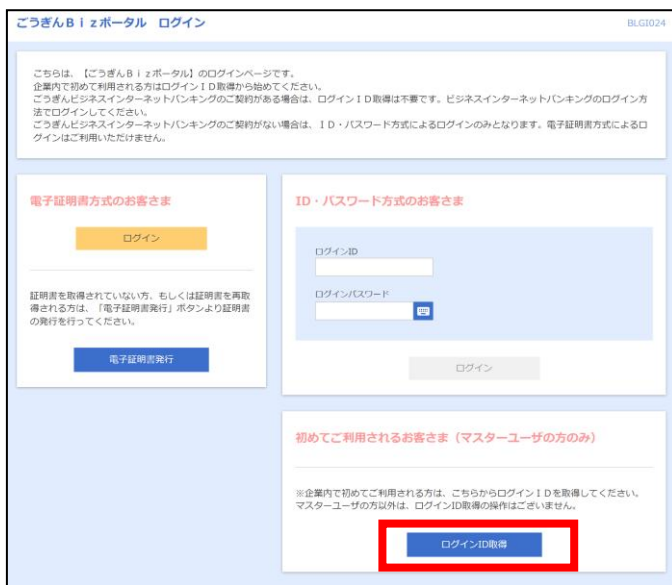 ごうぎんBizポータル ログイン
BLGI024
こちらは、【ごうぎんBizポータル】のログインページです。
企業内で初めて利用される方はログインID取得から始めてください。
ごうぎんビジネスインターネットバンキングのご契約がある場合は、ログインID取得は不要です。ビジネスインターネットバンキングのログイン方
法でログインしてください。
ごうぎんビジネスインターネットバンキングのご契約がない場合は、ID・パスワード方式によるログインのみとなります。電子証明書方式によるロ
グインはご利用いただけません。
電子証明書方式のお客さま
ログイン
証明書を取得されていない方、もしくは証明書を再取
得される方は、「電子証明書発行」ボタンより証明書
の発行を行ってください。
電子証明書発行
ID・パスワード方式のお客さま
ログインID
ログインパスワード
ログイン
初めてご利用されるお客さま(マスターユーザの方のみ)
※企業内で初めてご利用される方は、こちらからログインIDを取得してください。
マスターユーザの方以外は、ログインID取得の操作はございません。
ログインID取得